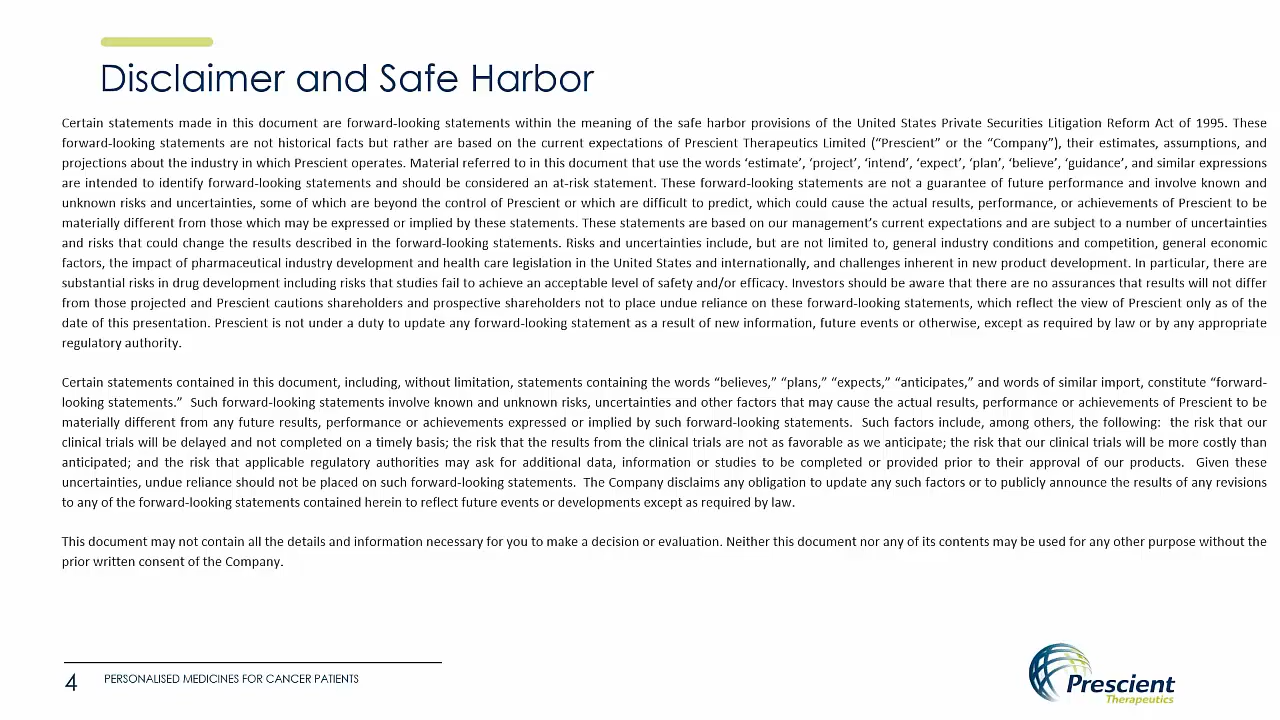 Disclaimer and Safe Harbor
Certain statements made in this document are forward-looking statements within the meaning of the safe harbor provisions of the United States Private Securities Litigation Reform Act of 1995. These
forward-looking statements are not historical facts but rather are based on the current expectations of Prescient Therapeutics Limited (“Prescient” or the “Company”), their estimates, assumptions, and
projections about the industry in which Prescient operates. Material referred to in this document that use the words ‘estimate’, ‘project’, ‘intend’, ‘expect’, ‘plan’, ‘believe’, ‘guidance’, and similar expressions
are intended to identify forward-looking statements and should be considered an at-risk statement. These forward-looking statements are not a guarantee of future performance and involve known and
unknown risks and uncertainties, some of which are beyond the control of Prescient or which are difficult to predict, which could cause the actual results, performance, or achievements of Prescient to be
materially different from those which may be expressed or implied by these statements. These statements are based on our management’s current expectations and are subject to a number of uncertainties
and risks that could change the results described in the forward-looking statements. Risks and uncertainties include, but are not limited to, general industry conditions and competition, general economic
factors, the impact of pharmaceutical industry development and health care legislation in the United States and internationally, and challenges inherent in new product development. In particular, there are
substantial risks in drug development including risks that studies fail to achieve an acceptable level of safety and/or efficacy. Investors should be aware that there are no assurances that results will not differ
from those projected and Prescient cautions shareholders and prospective shareholders not to place undue reliance on these forward-looking statements, which reflect the view of Prescient only as of the
date of this presentation. Prescient is not under a duty to update any forward-looking statement as a result of new information, future events or otherwise, except as required by law or by any appropriate
regulatory authority.
Certain statements contained in this document, including, without limitation, statements containing the words “believes,” “plans,” “expects,” “anticipates,” and words of similar import, constitute “forward-
looking statements.” Such forward-looking statements involve known and unknown risks, uncertainties and other factors that may cause the actual results, performance or achievements of Prescient to be
materially different from any future results, performance or achievements expressed or implied by such forward-looking statements. Such factors include, among others, the following: the risk that our
clinical trials will be delayed and not completed on a timely basis; the risk that the results from the clinical trials are not as favorable as we anticipate; the risk that our clinical trials will be more costly than
anticipated; and the risk that applicable regulatory authorities may ask for additional data, information or studies to be completed or provided prior to their approval of our products. Given these
uncertainties, undue reliance should not be placed on such forward-looking statements. The Company disclaims any obligation to update any such factors or to publicly announce the results of any revisions
to any of the forward-looking statements contained herein to reflect future events or developments except as required by law.
This document may not contain all the details and information necessary for you to make a decision or evaluation. Neither this document nor any of its contents may be used for any other purpose without the
prior written consent of the Company.
4 PERSONALISED MEDICINES FOR CANCER PATIENTS
Prescient
Therapeutics